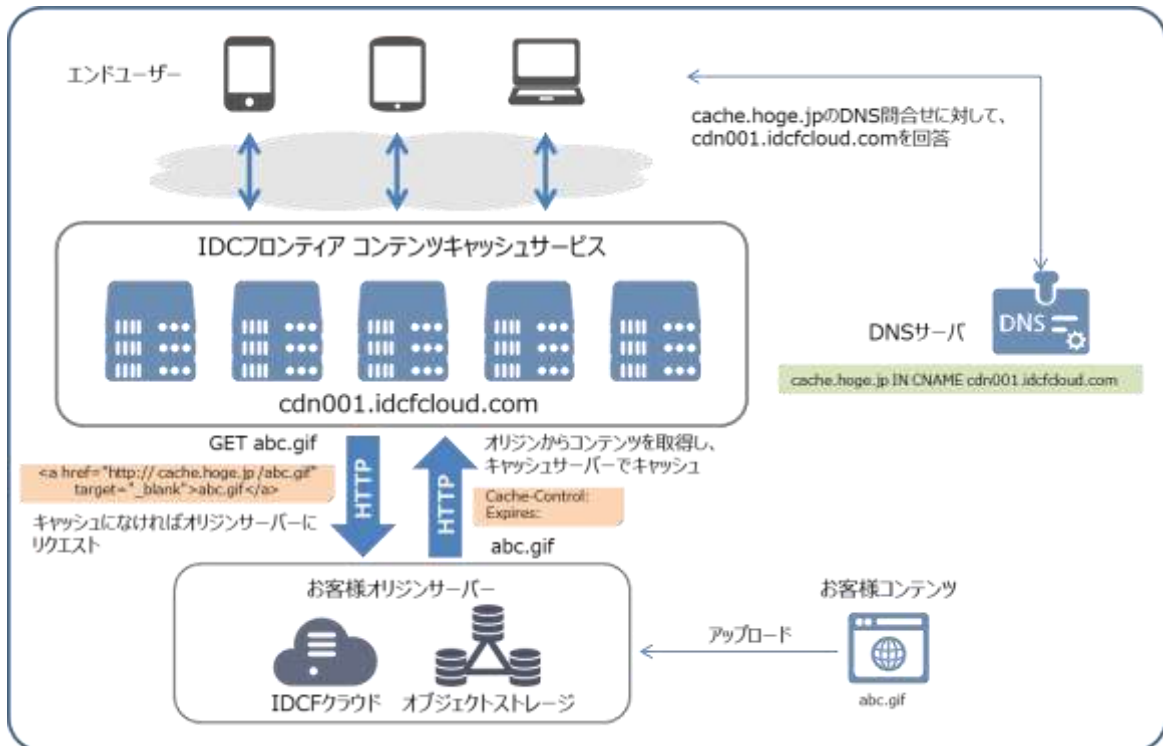 エンドユーザー
cache.hoge.jpのDNS問合せに対して、
cdn001.idcfcloud.comを回答
IDCフロンティア コンテンツキャッシュサービス
cdn001.idcfcloud.com
DNS
DNSサーバ
cache.hoge.jp IN CNAME cdn001.idcfcloud.com
GET abc.gif
<a href="http:// cache.hoge.jp /abc.gif"
target="_blank">abc.gif</a>
キャッシュになければオリジンサーバーに
リクエスト
HTTP
HTTP
オリジンからコンテンツを取得し、
キャッシュサーバーでキャッシュ
Cache-Control:
Expires:
abc.gif
お客様オリジンサーバー
IDCFクラウド
オブジェクトストレージ
アップロード
お客様コンテンツ
abc.gif